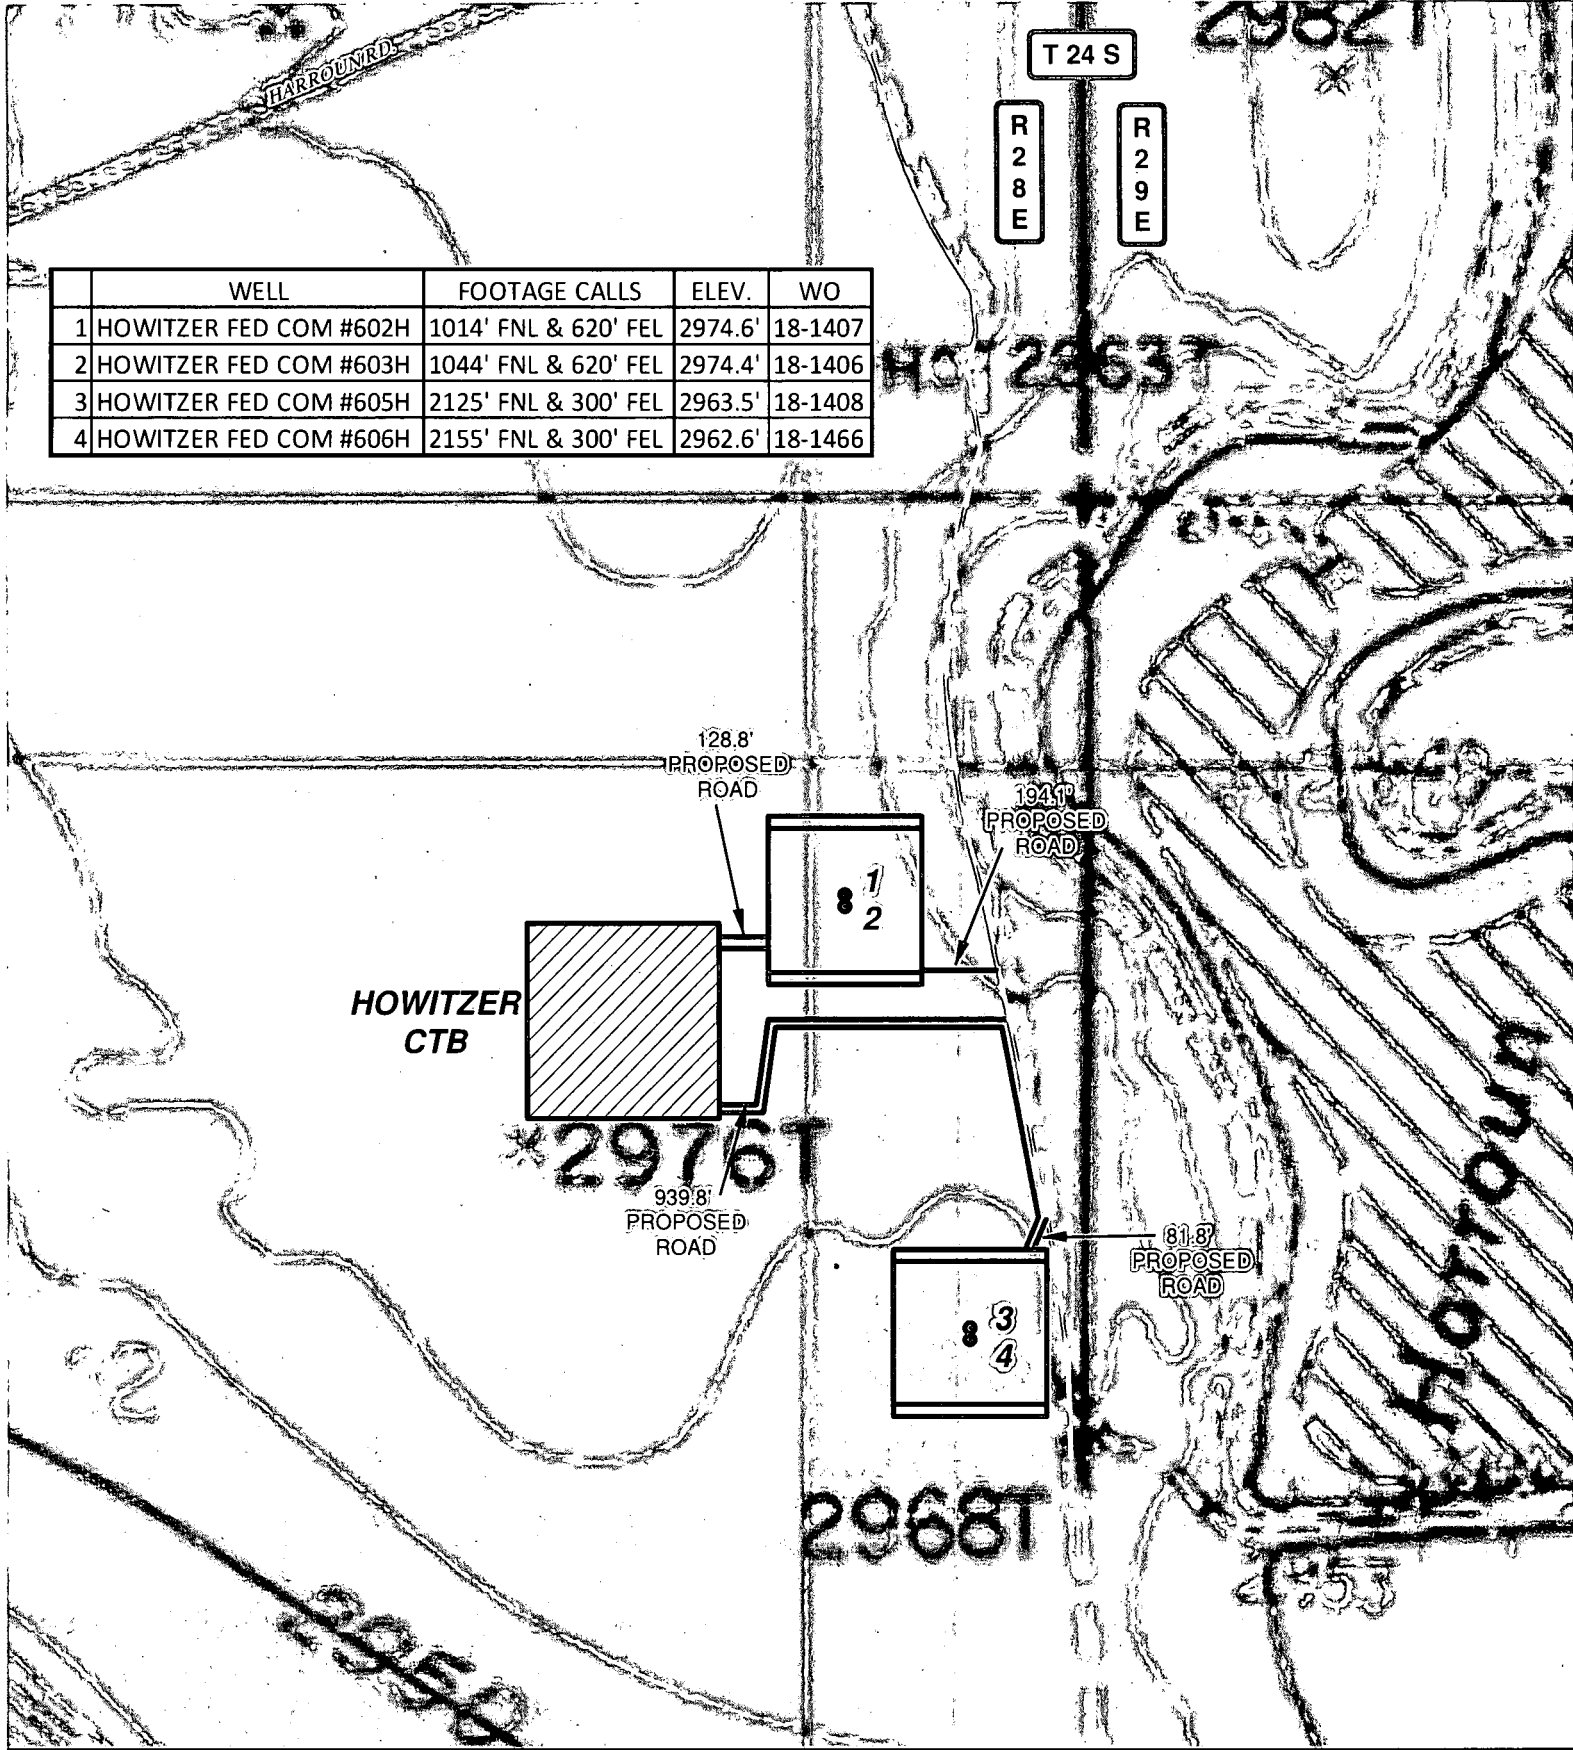 2982T
HARROUN RD.
T 24 S
R
2
8
E
R
2
9
E
WELL FOOTAGE CALLS ELEV. WO
1 HOWITZER FED COM #602H 1014' FNL & 620' FEL 2974.6' 18-1407
2 HOWITZER FED COM #603H 1044' FNL & 620' FEL 2974.4' 18-1406
3 HOWITZER FED COM #605H 2125' FNL & 300' FEL 2963.5' 18-1408
4 HOWITZER FED COM #606H 2155' FNL & 300' FEL 2962.6' 18-1466
128.8'
PROPOSED
ROAD
194.1'
PROPOSED
ROAD
1
2
HOWITZER
CTB
2976T
939.8'
PROPOSED
ROAD
81.8'
PROPOSED
ROAD
3
4
Harroun
2968T
2950